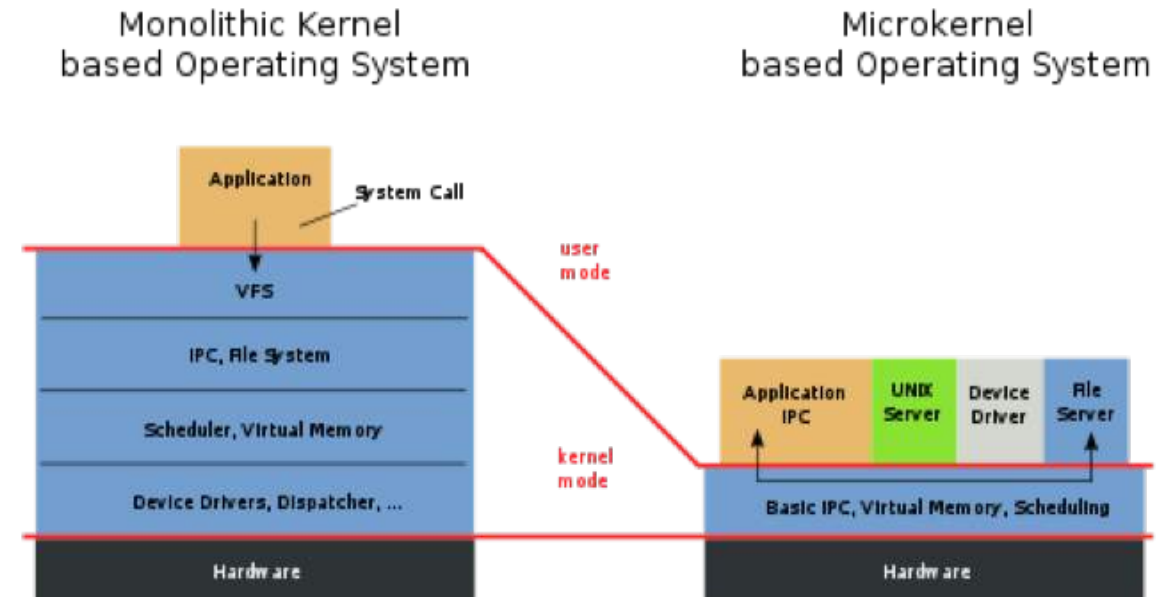 Monolithic Kernel
based Operating System
Microkernel
based Operating System
Application
System Call
user
mode
VFS
IPC, File System
Application
IPC
UNIX
Server
Device
Driver
File
Server
Scheduler, Virtual Memory
kernel
mode
Device Drivers, Dispatcher, ...
Basic IPC, Virtual Memory, Scheduling
Hardware
Hardware